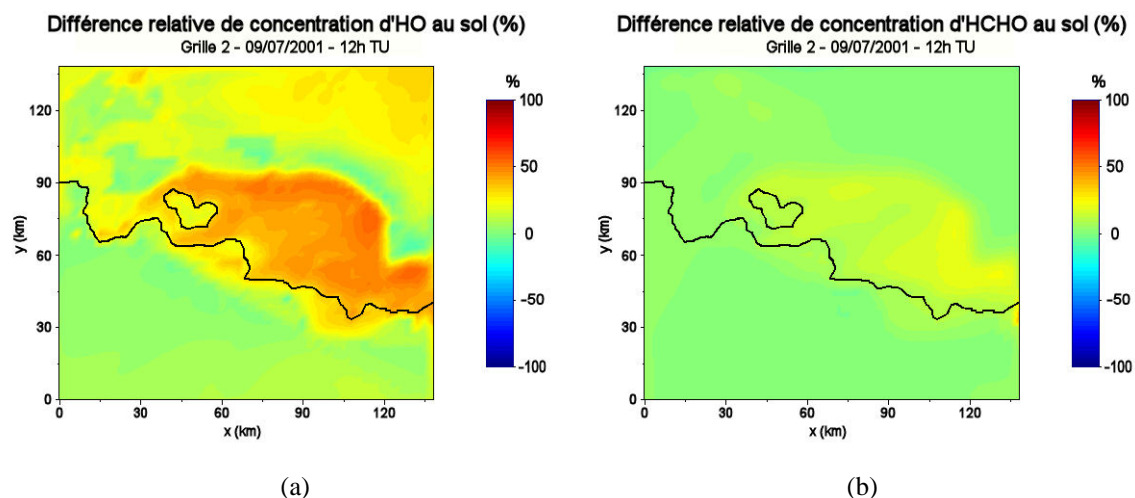 Différence relative de concentration d'HO au sol (%)
Grille 2 - 09/07/2001 - 12h TU
%
100
50
0
-50
-100
120
90
60
30
0
y (km)
0 30 60 90 120
x (km)
(a)
Différence relative de concentration d'HCHO au sol (%)
Grille 2 - 09/07/2001 - 12h TU
%
100
50
0
-50
-100
120
90
60
30
0
y (km)
0 30 60 90 120
x (km)
(b)